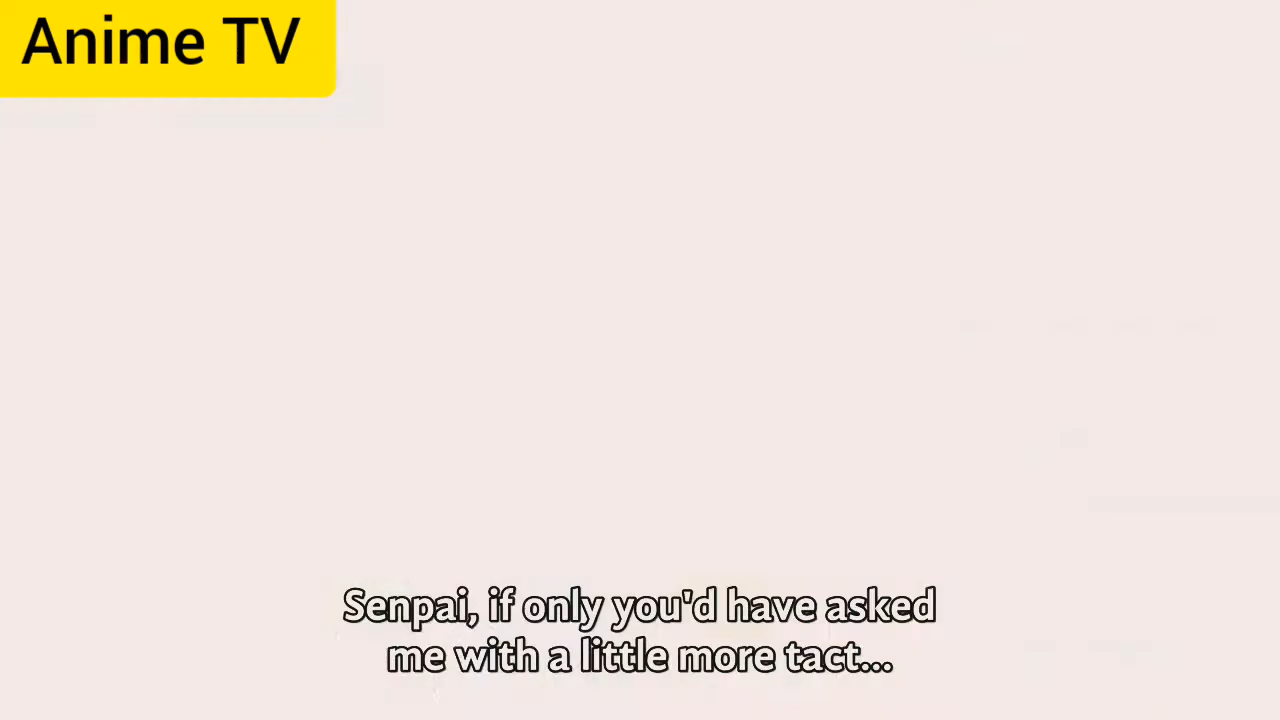 Anime TV
Senpai, if only you'd have asked
me with a little more tact...